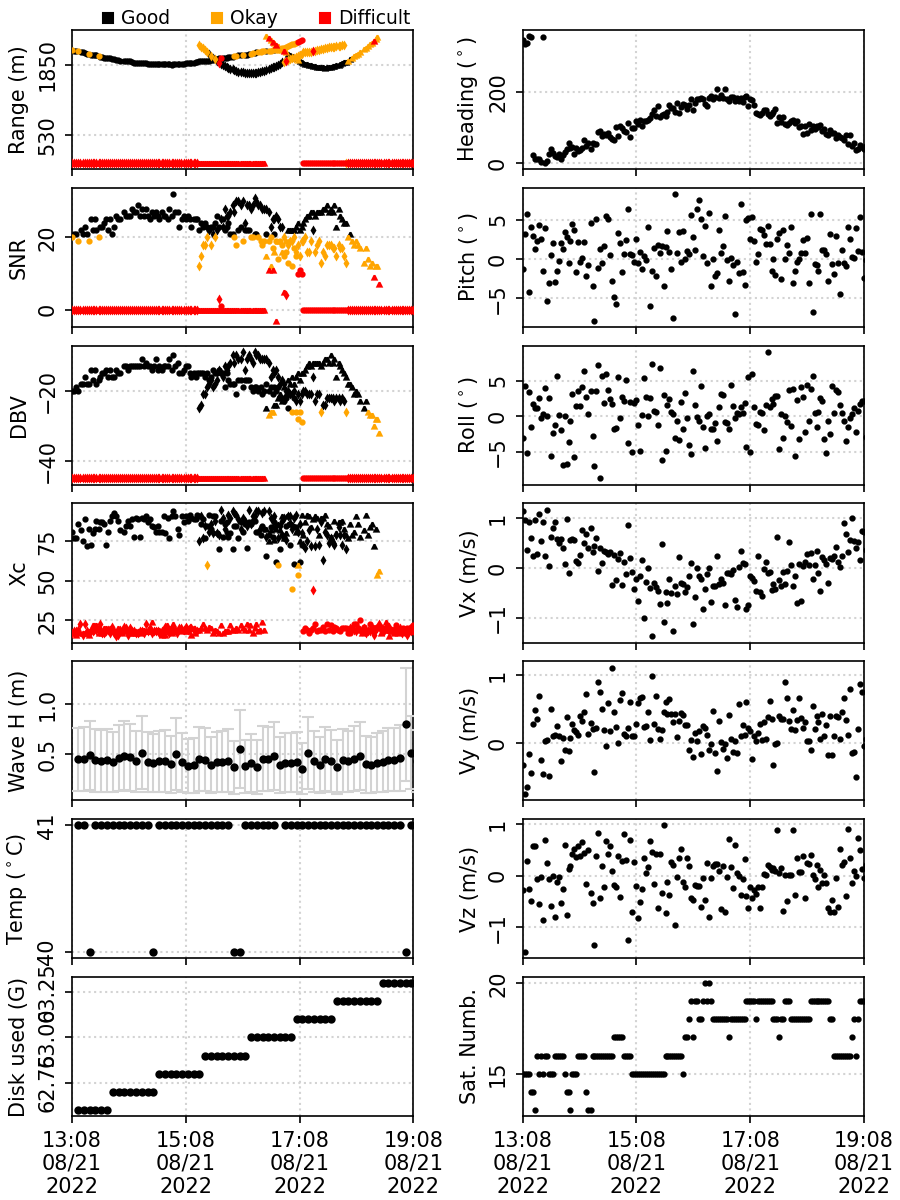 Good Okay Difficult
Range (m)
1850
530
Heading (°)
200
0
SNR
20
0
Pitch (°)
5
0
−5
DBV
−20
−40
Roll (°)
5
0
−5
Xc
75
50
25
Vx (m/s)
1
0
−1
Wave H (m)
1.0
0.5
Vy (m/s)
1
0
Temp (°C)
41
40
Vz (m/s)
1
0
−1
Disk used (G)
63.25
63.00
62.75
Sat. Numb.
20
15
13:08 15:08 17:08 19:08
08/21 08/21 08/21 08/21
2022 2022 2022 2022
13:08 15:08 17:08 19:08
08/21 08/21 08/21 08/21
2022 2022 2022 2022